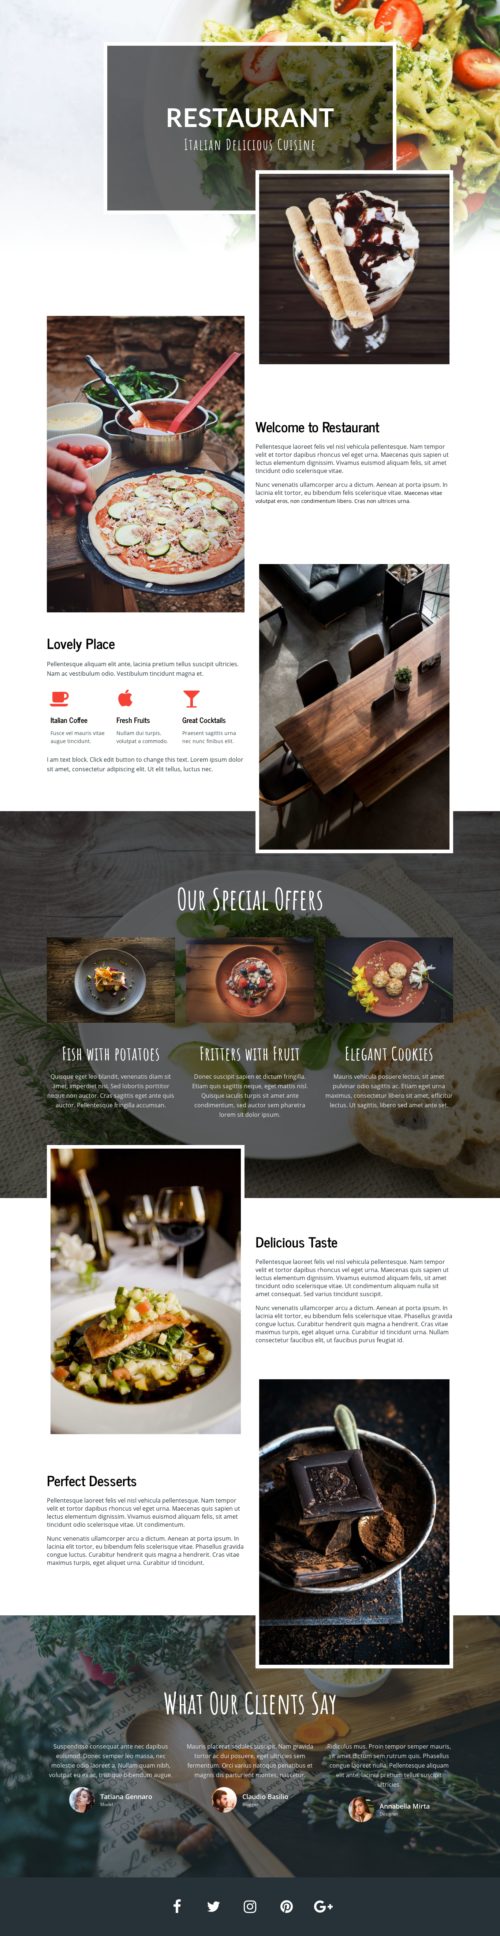 RESTAURANT
Italian Delicious Cuisine
Welcome to Restaurant
Pellentesque laoreet felis vel nisl vehicula pellentesque. Nam tempor
velit et tortor dapibus rhoncus vel eget urna. Maecenas quis sapien ut
lectus elementum dignissim. Vivamus euismod aliquam felis, sit amet
tincidunt odio scelerisque vitae.
Nunc venenatis ullamcorper arcu a dictum. Aenean at porta ipsum. In
lacinia elit tortor, eu bibendum felis scelerisque vitae. Maecenas vitae
volutpat eros, non condimentum libero. Cras non ultrices urna.
Lovely Place
Pellentesque aliquam elit ante, lacinia pretium tellus suscipit ultricies.
Nam ac vestibulum odio. Vestibulum tincidunt magna et.
Italian Coffee
Fusce vel mauris vitae
augue tincidunt.
Fresh Fruits
Nullam dui turpis,
volutpat a commodo.
Great Cocktails
Praesent sagittis urna
nec nunc finibus elit.
I am text block. Click edit button to change this text. Lorem ipsum dolor
sit amet, consectetur adipiscing elit. Ut elit tellus, luctus nec.
Our Special Offers
Fish with potatoes
Quisque eget leo blandit, venenatis diam sit
amet, imperdiet nisl. Sed lobortis porttitor
neque non auctor. Cras sagittis eget ante quis
auctor. Pellentesque fringilla accumsan.
Fritters with Fruit
Donec suscipit sapien et dictum fringilla.
Etiam quis sagittis neque, eget mattis nisl.
Quisque iaculis turpis sit amet ante
condimentum, sed auctor sem pharetra
lorem sit dolor ipsum.
Elegant Cookies
Mauris vehicula posuere lectus, sit amet
pulvinar odio sagittis ac. Etiam eget urna
maximus, consectetur libero sit amet, efficitur
lectus. Ut sagittis, libero sed amet ante set.
Delicious Taste
Pellentesque laoreet felis vel nisl vehicula pellentesque. Nam tempor
velit et tortor dapibus rhoncus vel eget urna. Maecenas quis sapien ut
lectus elementum dignissim. Vivamus euismod aliquam felis, sit amet
tincidunt odio scelerisque vitae. Ut condimentum aliquam nulla sit
amet consequat. Sed varius tincidunt suscipit.
Nunc venenatis ullamcorper arcu a dictum. Aenean at porta ipsum. In
lacinia elit tortor, eu bibendum felis scelerisque vitae. Phasellus gravida
congue luctus. Curabitur hendrerit quis magna a hendrerit. Cras vitae
maximus turpis, eget aliquet urna. Curabitur id tincidunt urna. Nullam
consectetur faucibus elit, ut faucibus purus feugiat id.
Perfect Desserts
Pellentesque laoreet felis vel nisl vehicula pellentesque. Nam tempor
velit et tortor dapibus rhoncus vel eget urna. Maecenas quis sapien ut
lectus elementum dignissim. Vivamus euismod aliquam felis, sit amet
tincidunt odio scelerisque vitae. Ut condimentum.
Nunc venenatis ullamcorper arcu a dictum. Aenean at porta ipsum. In
lacinia elit tortor, eu bibendum felis scelerisque vitae. Phasellus gravida
congue luctus. Curabitur hendrerit quis magna a hendrerit. Cras vitae
maximus turpis, eget aliquet urna. Curabitur id tincidunt.
What Our Clients Say
Suspendisse consequat ante nec dapibus
euismod. Donec semper leo massa, nec
molestie odio laoreet a. Nullam quam nibh,
volutpat eu ex ac, tristique bibendum augue.
Tatiana Gennaro
Model
Mauris placerat sodales suscipit. Nam gravida
tortor ac dui posuere, eget ultricies sem
fermentum. Orci varius natoque penatibus et
magnis dis parturient montes, nascetur.
Claudio Basilio
Ridiculus mus. Proin tempor semper mauris,
sit amet dictum sem rutrum quis. Phasellus
congue laoreet nulla. Pellentesque aliquam
elit ante, lacinia pretium tellus suscipit
ultricies.
Annabella Mirta
Designer
LOVE